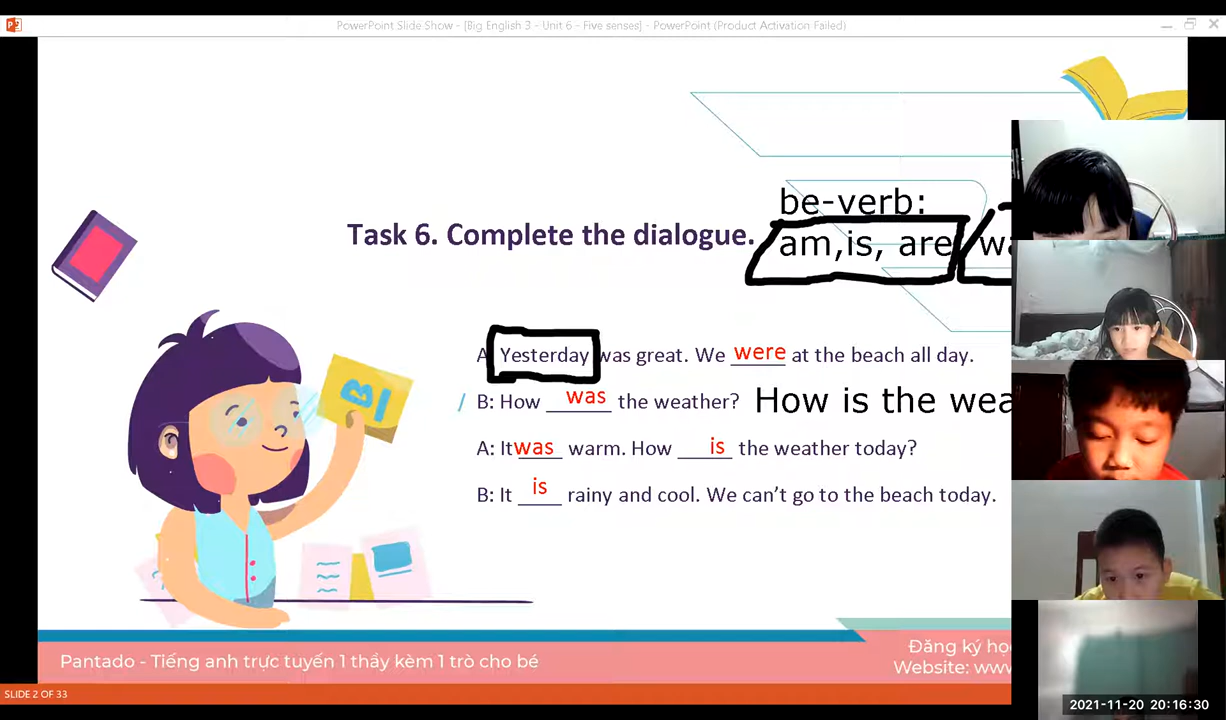 PowerPoint Slide Show - [Big English 3 - Unit 6 - Five senses] - PowerPoint (Product Activation Failed)
be-verb:
Task 6. Complete the dialogue.
am,is, are
A Yesterday was great. We were at the beach all day.
B: How was the weather? How is the
A: It was warm. How is the weather today?
B: It is rainy and cool. We can't go to the beach today.
Pantado - Tiếng anh trực tuyến 1 thầy kèm 1 trò cho bé
Đăng ký
Website:
SLIDE 2 OF 33
2021-11-20 20:16:30